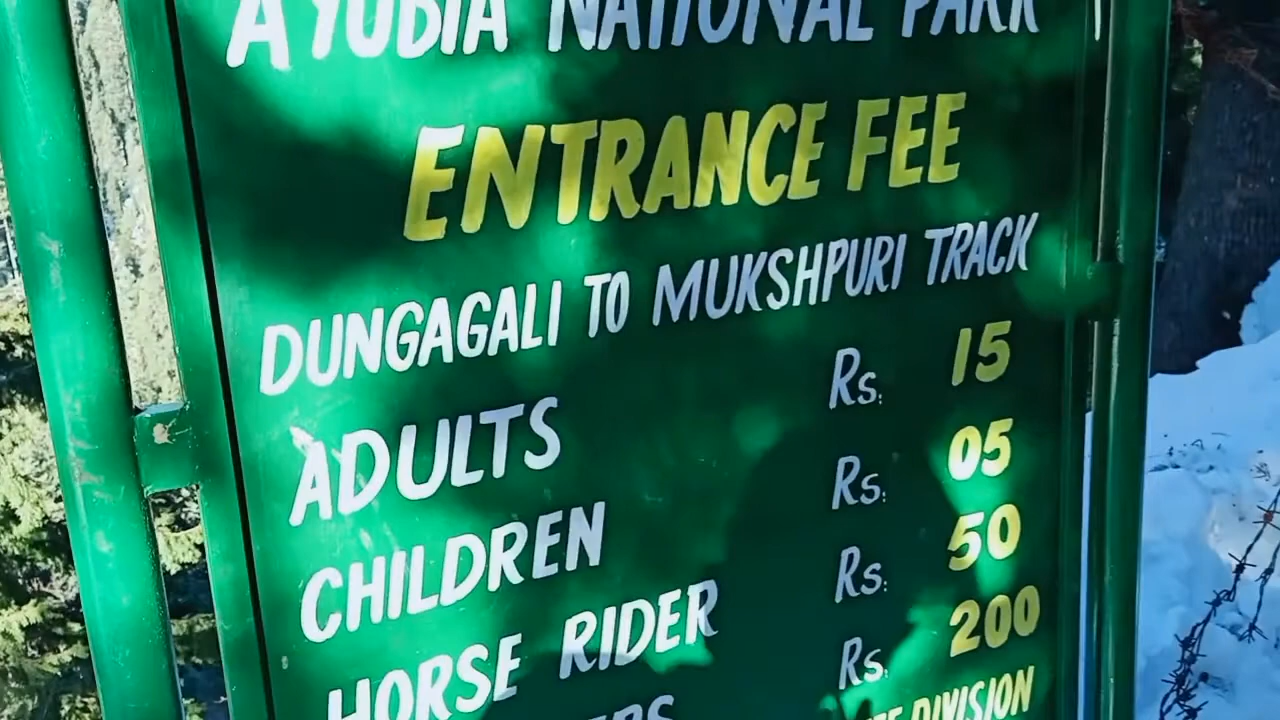 AYUBIA NATIONAL PARK
ENTRANCE FEE
DUNGAGALI TO MUKSHPURI TRACK
ADULTS Rs: 15
CHILDREN Rs: 05
HORSE RIDER Rs: 50
Rs: 200
DIVISION